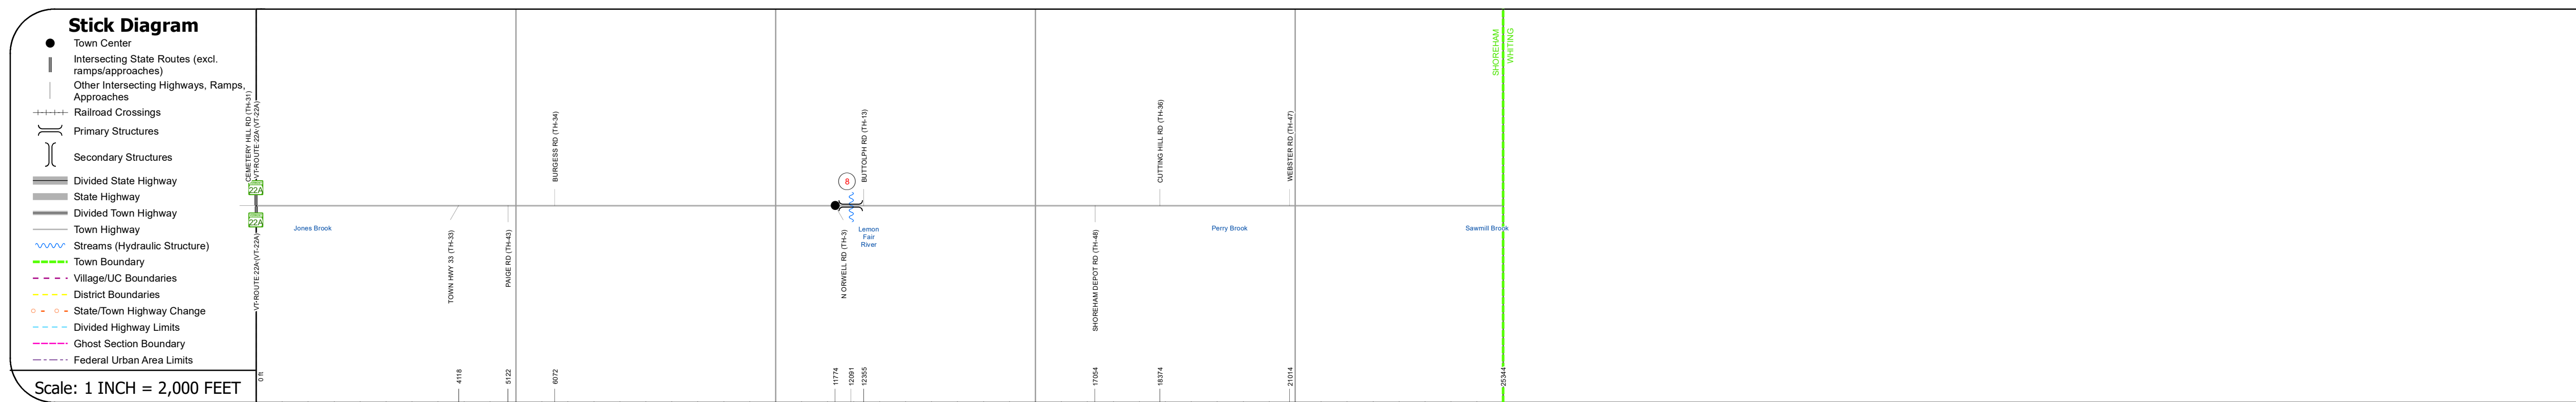 Stick Diagram
Town Center
Intersecting State Routes (excl.
ramps/approaches)
Other Intersecting Highways, Ramps,
Approaches
Railroad Crossings
Primary Structures
Secondary Structures
Divided State Highway
State Highway
Divided Town Highway
Town Highway
Streams (Hydraulic Structure)
Town Boundary
Village/UC Boundaries
District Boundaries
State/Town Highway Change
Divided Highway Limits
Ghost Section Boundary
Federal Urban Area Limits
Scale: 1 INCH = 2,000 FEET
CEMETERY HILL RD (TH-31)
VT-ROUTE 22A (VT-22A)
22A
22A
VT-ROUTE 22A (VT-22A)
Jones Brook
TOWN HWY 33 (TH-33)
PAIGE RD (TH-43)
BURGESS RD (TH-34)
8
BUTTOLPH RD (TH-13)
N ORWELL RD (TH-3)
Lemon
Fair
River
SHOREHAM DEPOT RD (TH-48)
CUTTING HILL RD (TH-36)
Perry Brook
WEBSTER RD (TH-47)
Sawmill Brook
SHOREHAM
WHITING
0 ft
4118
5122
6072
11774
12091
12355
17054
18374
21014
25344